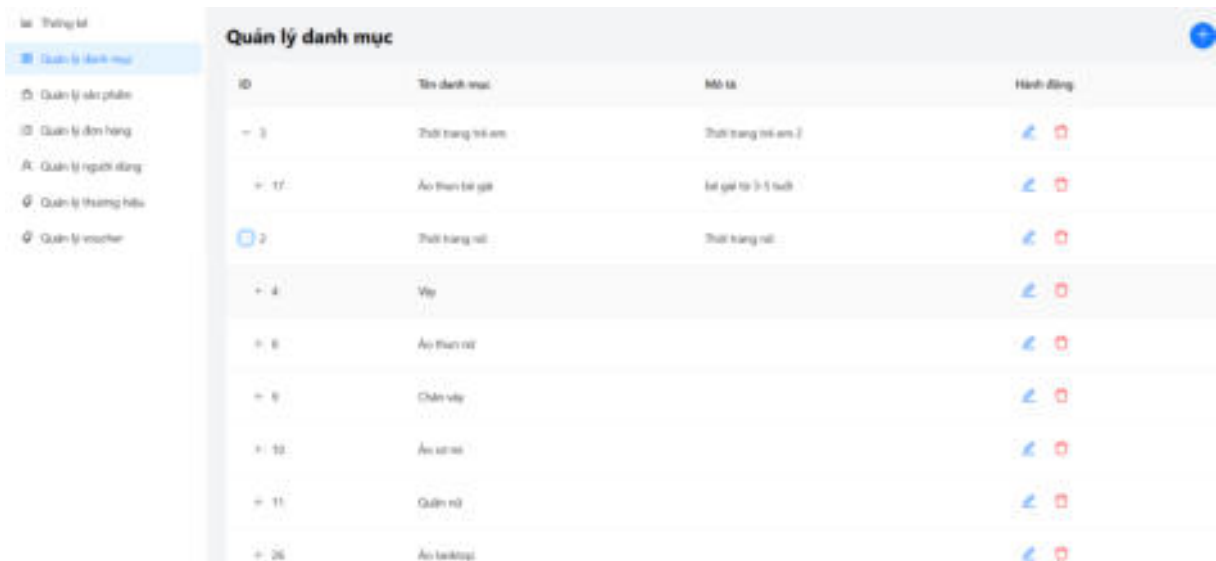 Thống kê
Quản lý danh mục
Quản lý sản phẩm
Quản lý đơn hàng
Quản lý người dùng
Quản lý thương hiệu
Quản lý voucher
Quản lý danh mục
ID Tên danh mục Mô tả Hành động
3 Thời trang trẻ em Thời trang trẻ em 2
17 Áo thun bé gái bé gái từ 3-5 tuổi
2 Thời trang nữ Thời trang nữ
4 Váy
8 Áo thun nữ
9 Chân váy
10 Áo sơ mi
11 Quần nữ
26 Áo tanktop